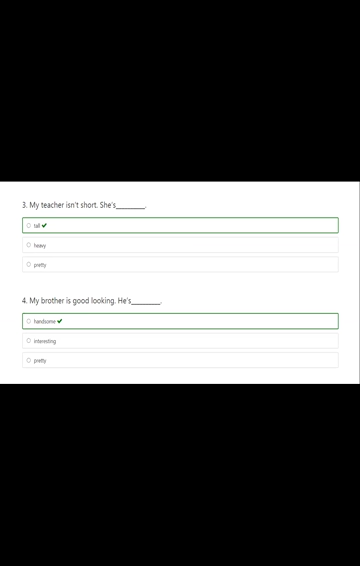 3. My teacher isn't short. She's________.
tall ✔
heavy
pretty
4. My brother is good looking. He's________.
handsome ✔
interesting
pretty